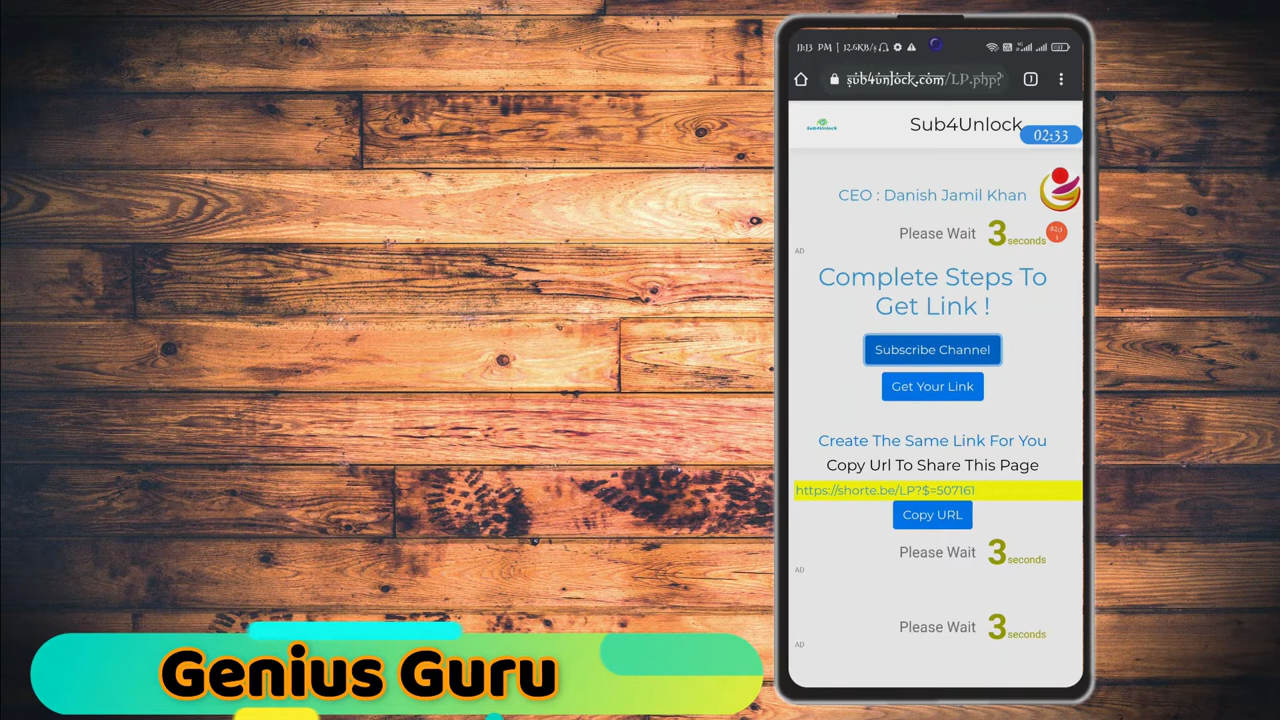 11:13 PM | 12.6KB/s
sub4unlock.com/LP.php?
1
Sub4Unlock
Sub4Unlock
02:33
CEO : Danish Jamil Khan
Please Wait 3 seconds
AD
Complete Steps To
Get Link !
Subscribe Channel
Get Your Link
Create The Same Link For You
Copy Url To Share This Page
https://shorte.be/LP?$=507161
Copy URL
Please Wait 3 seconds
AD
Please Wait 3 seconds
AD
Genius Guru